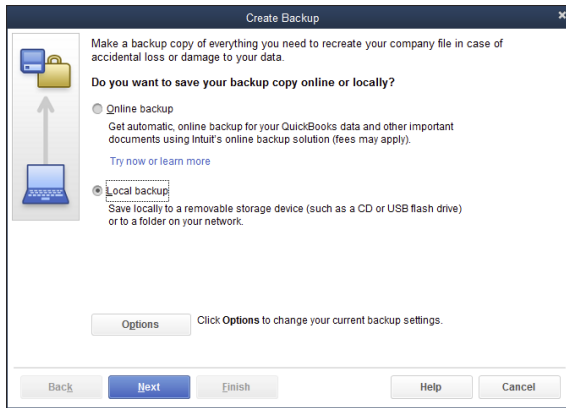 Create Backup
Make a backup copy of everything you need to recreate your company file in case of
accidental loss or damage to your data.
Do you want to save your backup copy online or locally?
Online backup
Get automatic, online backup for your QuickBooks data and other important
documents using Intuit's online backup solution (fees may apply).
Try now or learn more
Local backup
Save locally to a removable storage device (such as a CD or USB flash drive)
or to a folder on your network.
Options
Click Options to change your current backup settings.
Back
Next
Finish
Help
Cancel